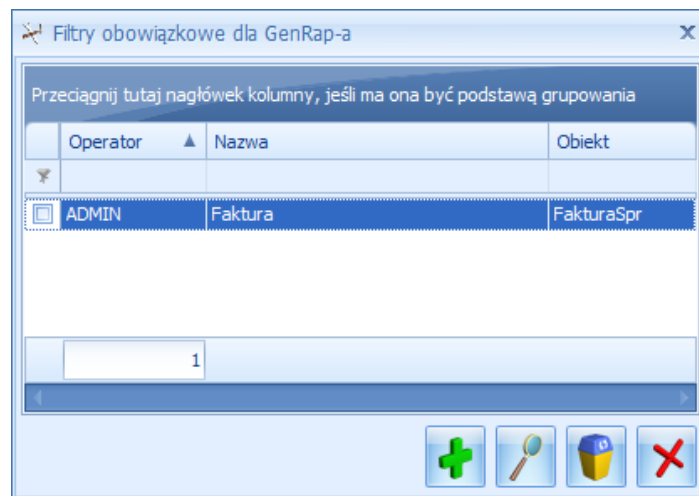 Filtry obowiązkowe dla GenRap-a
Przeciągnij tutaj nagłówek kolumny, jeśli ma ona być podstawą grupowania
Operator Nazwa Obiekt
ADMIN Faktura FakturaSpr
1